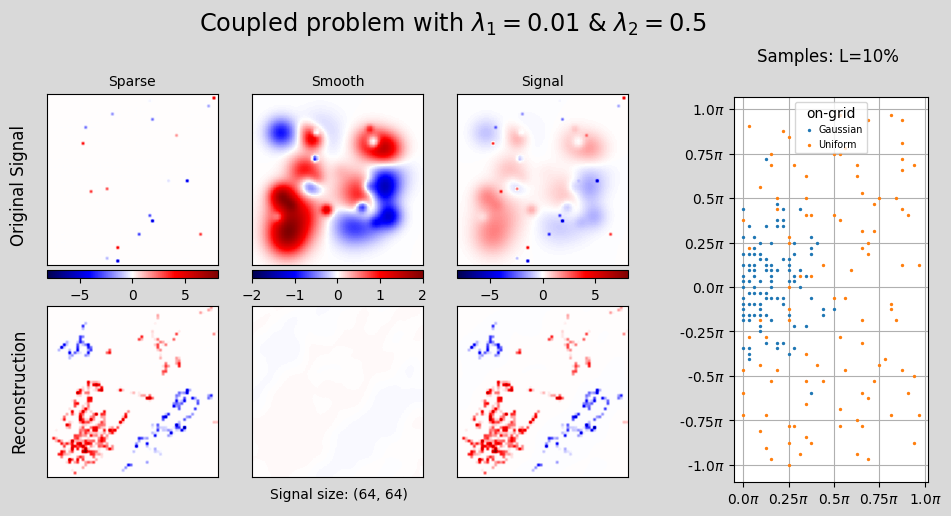 Coupled problem with λ₁ = 0.01 & λ₂ = 0.5
Samples: L=10%
Sparse
Smooth
Signal
Original Signal
−5 0 5
−2 −1 0 1 2
−5 0 5
Reconstruction
Signal size: (64, 64)
on-grid
Gaussian
Uniform
1.0π
0.75π
0.5π
0.25π
0.0π
-0.25π
-0.5π
-0.75π
-1.0π
0.0π 0.25π 0.5π 0.75π 1.0π